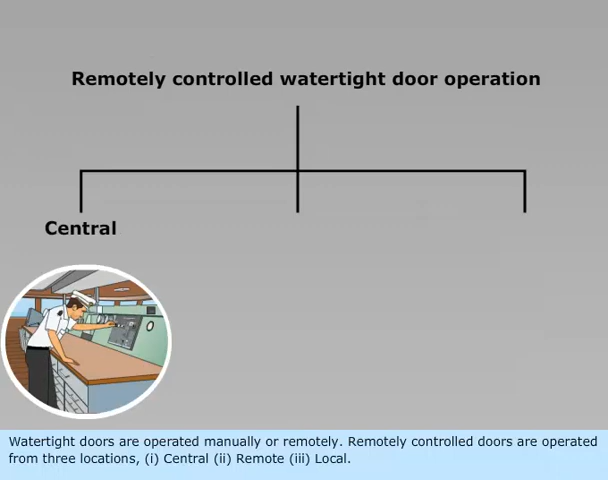 Remotely controlled watertight door operation
Central
Watertight doors are operated manually or remotely. Remotely controlled doors are operated
from three locations, (i) Central (ii) Remote (iii) Local.